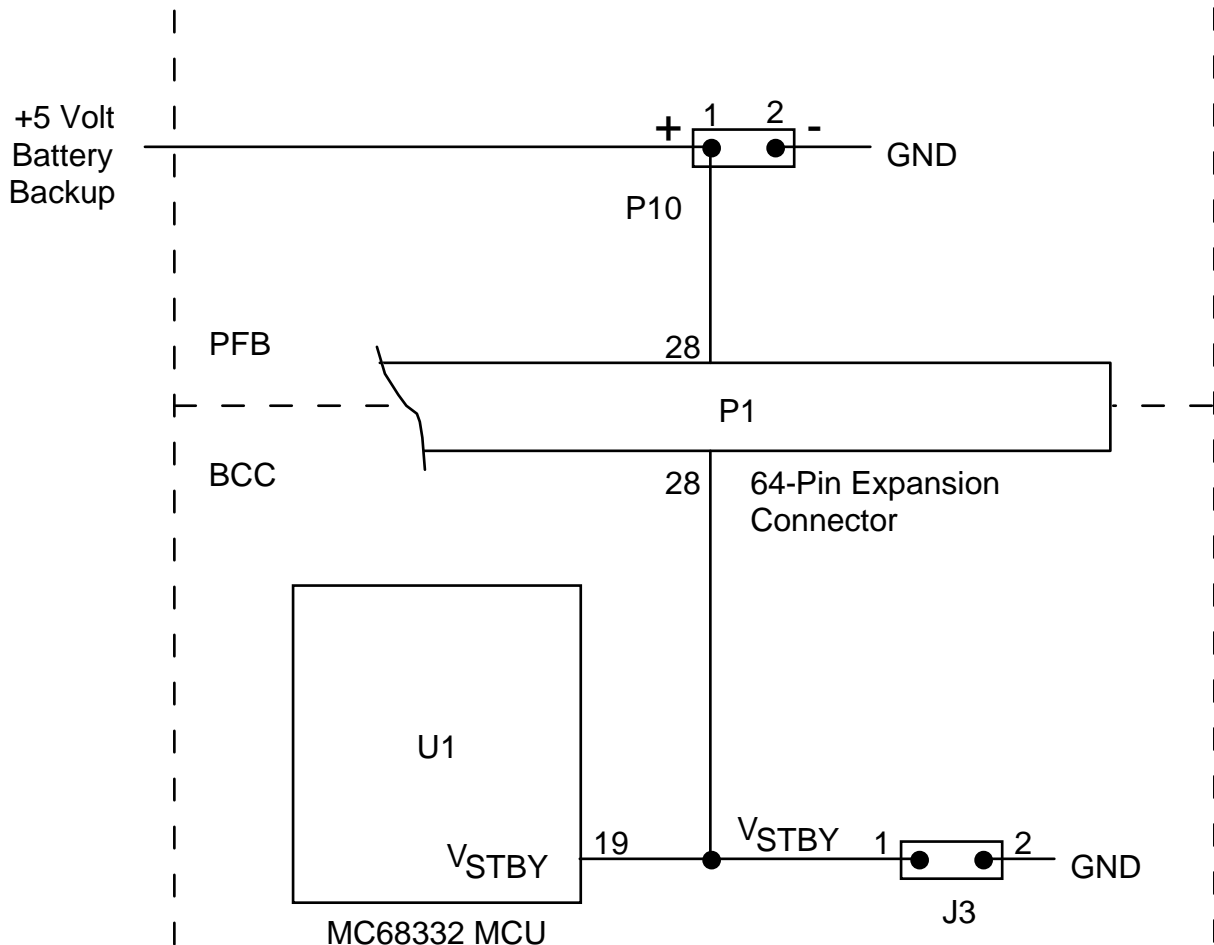 +5 Volt
Battery
Backup
+
1
2
-
GND
P10
PFB
28
P1
BCC
28
64-Pin Expansion
Connector
U1
VSTBY
19
VSTBY
1
2
GND
J3
MC68332 MCU